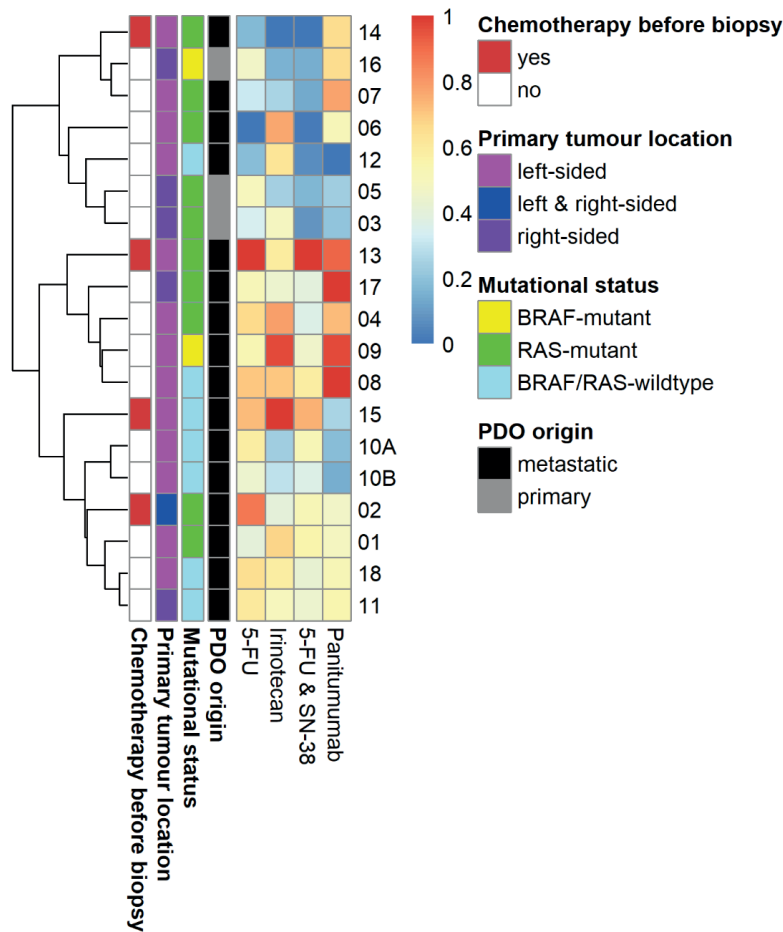 14
16
07
06
12
05
03
13
17
04
09
08
15
10A
10B
02
01
18
11
1
0.8
0.6
0.4
0.2
0
Chemotherapy before biopsy
yes
no
Primary tumour location
left-sided
left & right-sided
right-sided
Mutational status
BRAF-mutant
RAS-mutant
BRAF/RAS-wildtype
PDO origin
metastatic
primary
Chemotherapy before biopsy
Primary tumour location
Mutational status
PDO origin
5-FU
Irinotecan
5-FU & SN-38
Panitumumab